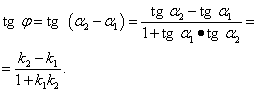 tg φ = tg (α₂ − α₁) = (tg α₂ − tg α₁) / (1 + tg α₁ • tg α₂) =
= (k₂ − k₁) / (1 + k₁k₂).